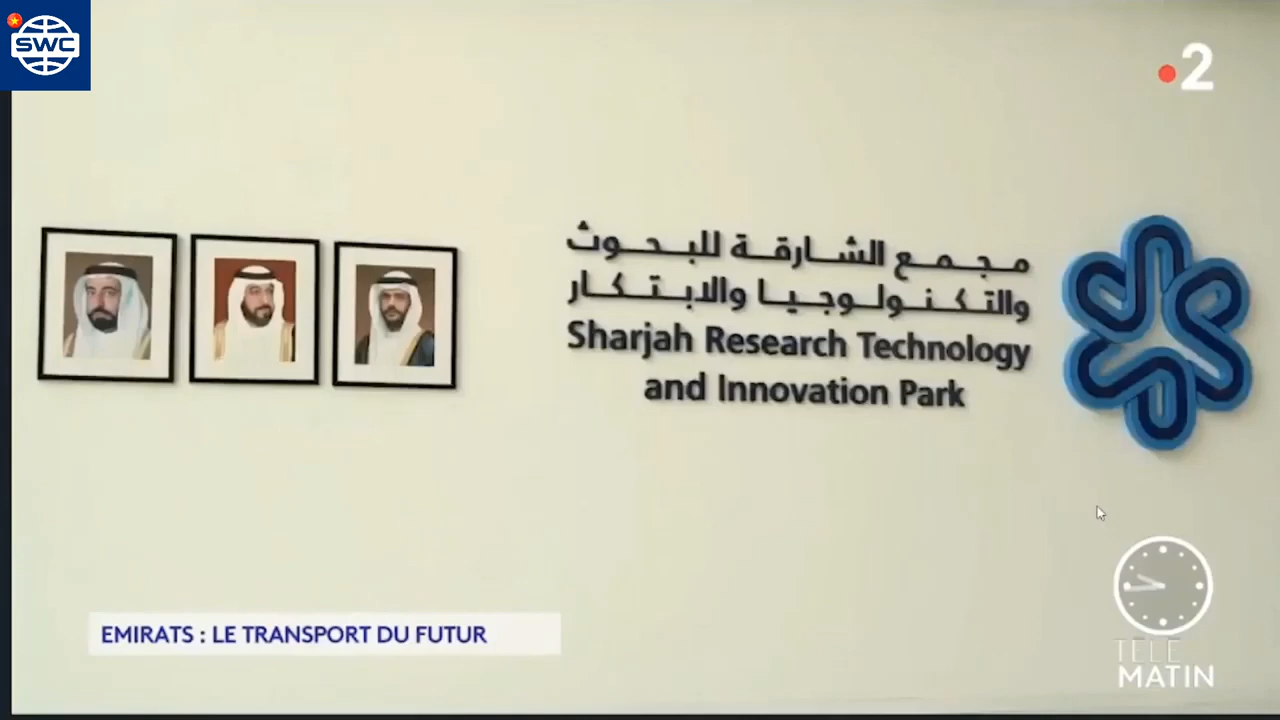 SWC
2
مجمع الشارقة للبحوث
والتكنولوجيا والابتكار
Sharjah Research Technology
and Innovation Park
EMIRATS : LE TRANSPORT DU FUTUR
TELE
MATIN